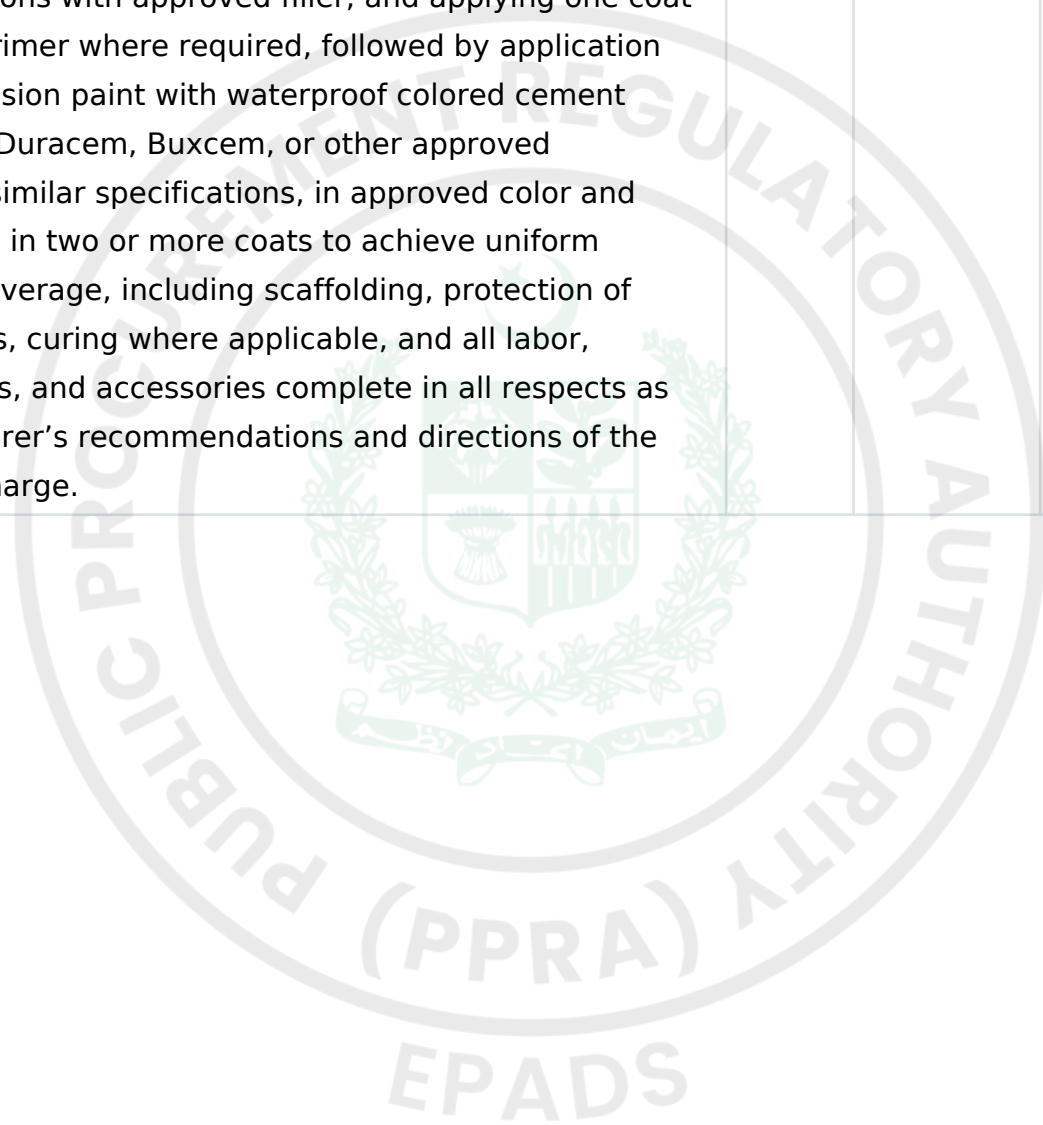 ons with approved filler, and applying one coat
rimer where required, followed by application
sion paint with waterproof colored cement
Duracem, Buxcem, or other approved
similar specifications, in approved color and
in two or more coats to achieve uniform
verage, including scaffolding, protection of
s, curing where applicable, and all labor,
s, and accessories complete in all respects as
rer’s recommendations and directions of the
arge.
PUBLIC PROCUREMENT REGULATORY AUTHORITY
(PPRA)
EPADS